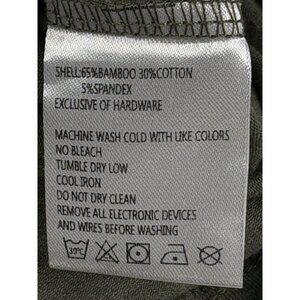 SHELL:65%BAMBOO 30%COTTON
5%SPANDEX
EXCLUSIVE OF HARDWARE
MACHINE WASH COLD WITH LIKE COLORS
NO BLEACH
TUMBLE DRY LOW
COOL IRON
DO NOT DRY CLEAN
REMOVE ALL ELECTRONIC DEVICES
AND WIRES BEFORE WASHING